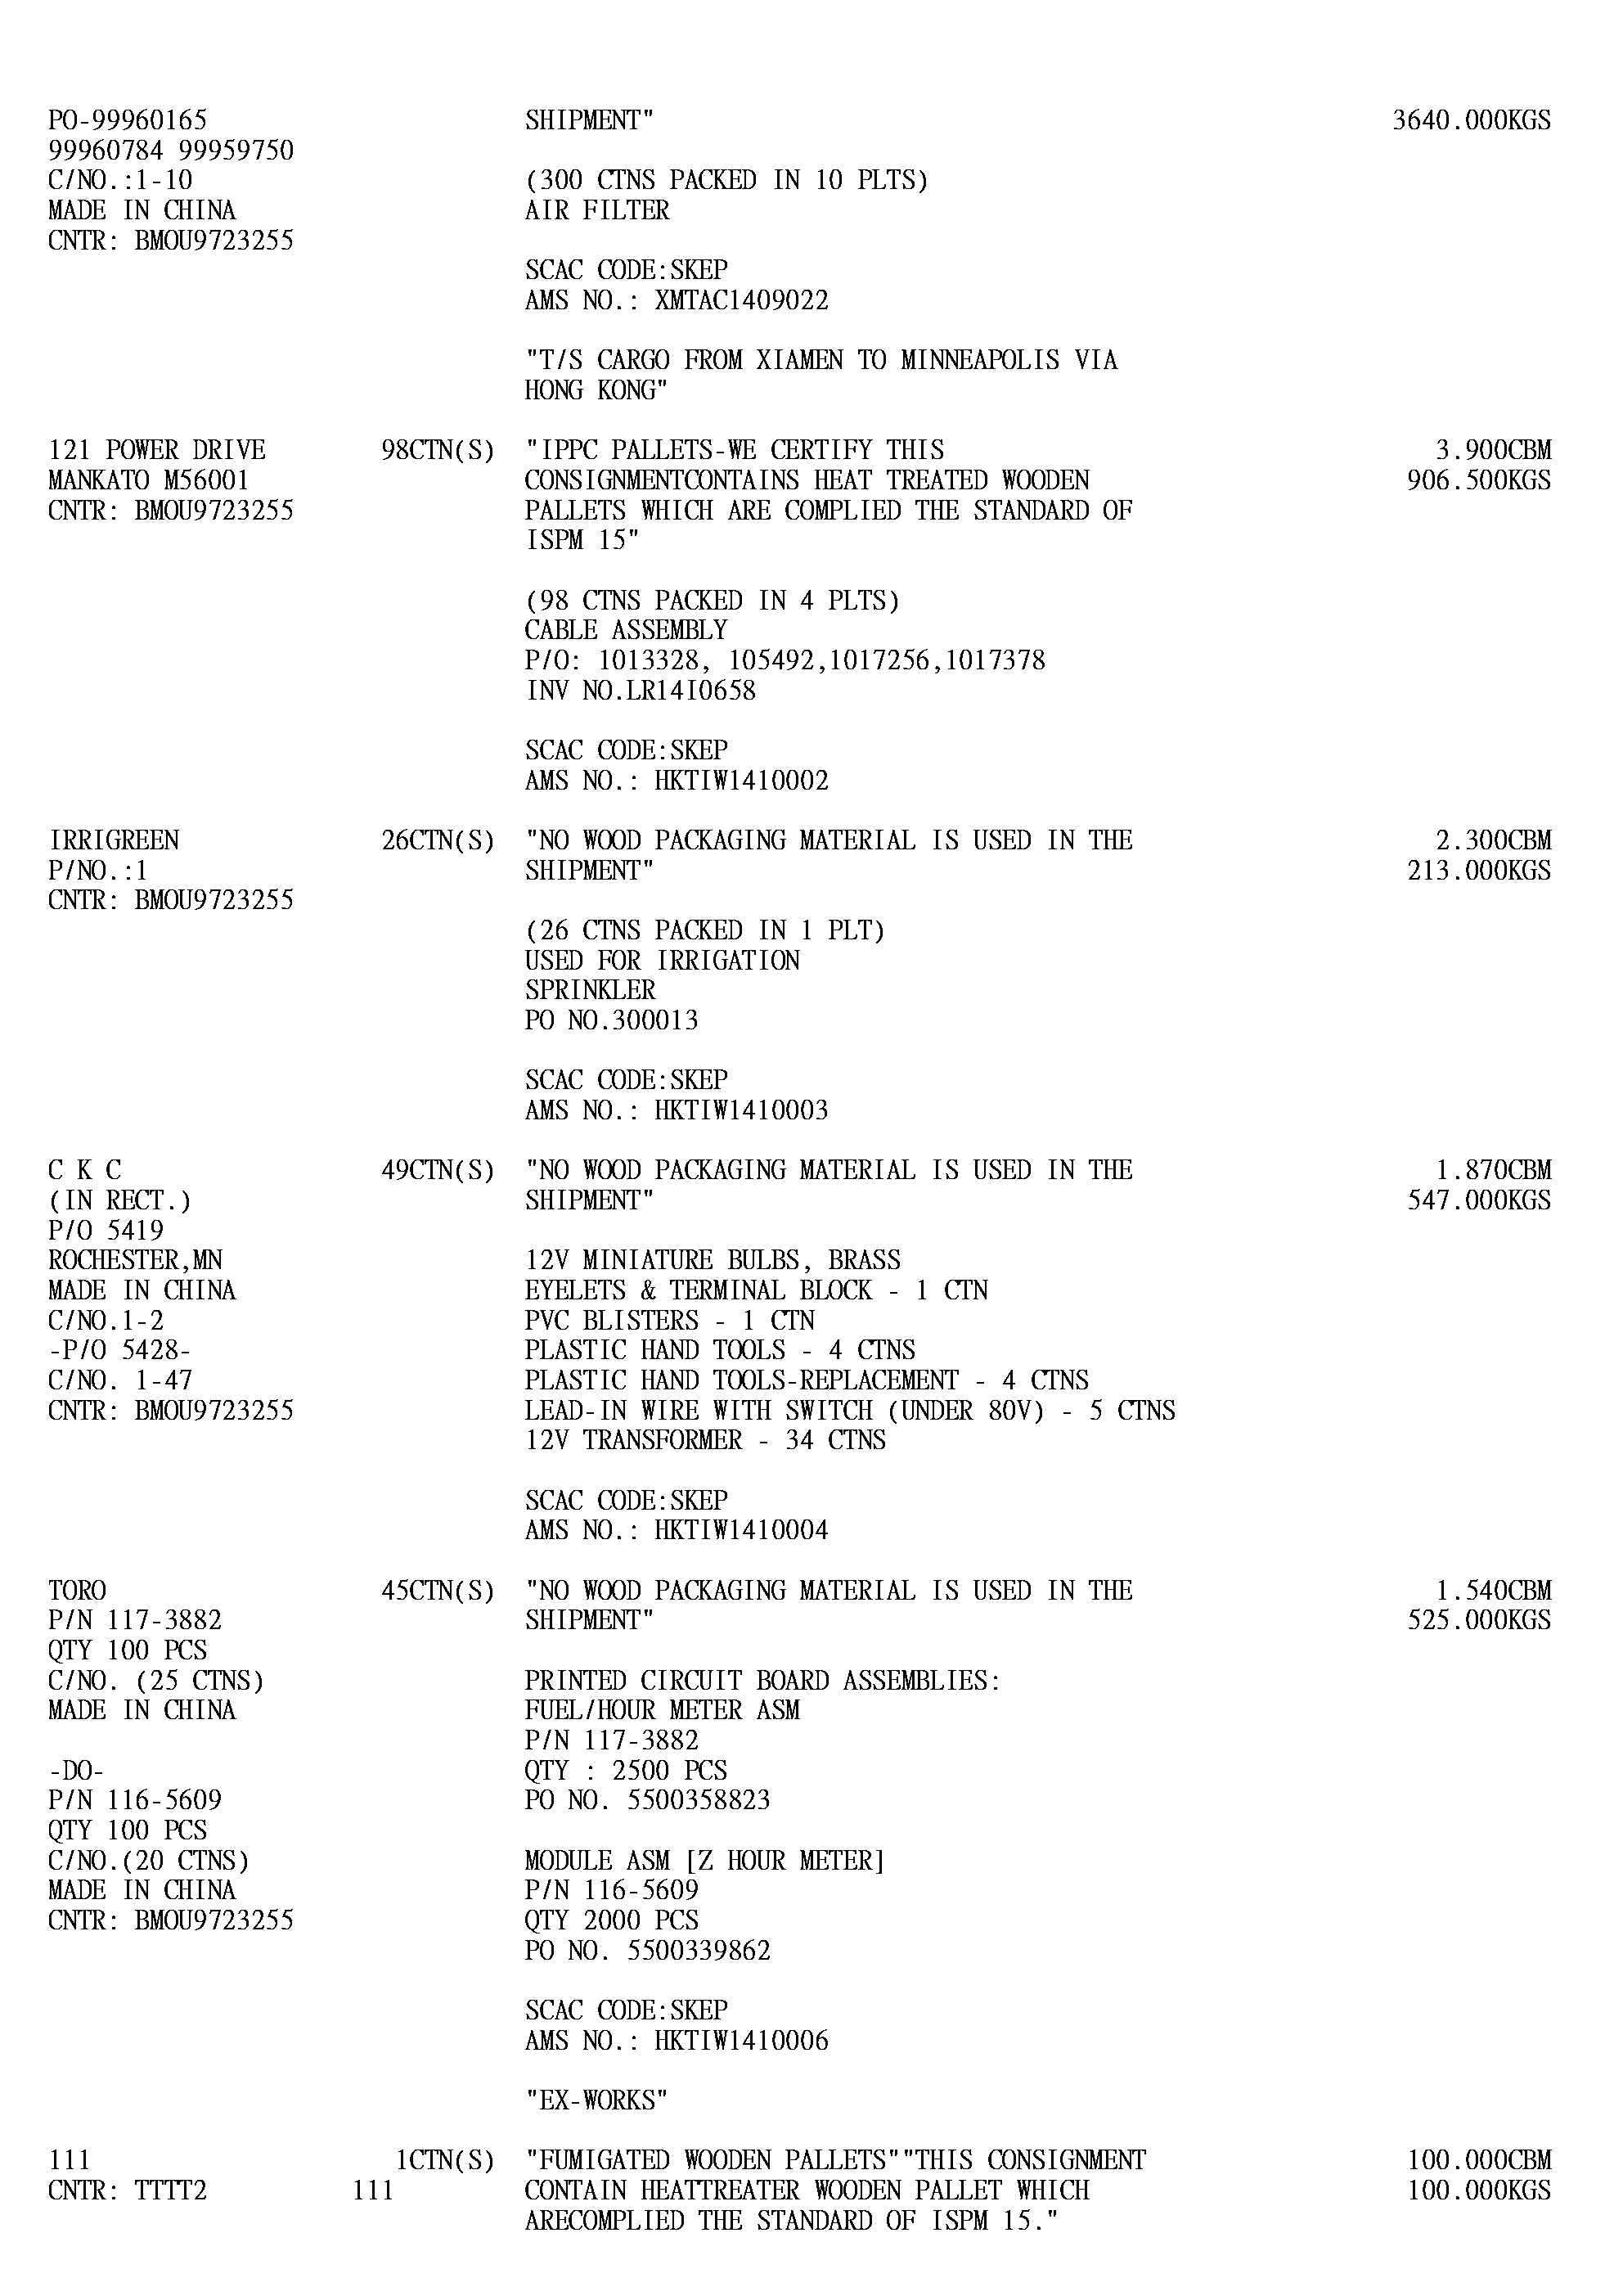 PO-99960165 SHIPMENT" 3640.000KGS
99960784 99959750
C/NO.:1-10 (300 CTNS PACKED IN 10 PLTS)
MADE IN CHINA AIR FILTER
CNTR: BMOU9723255
SCAC CODE:SKEP
AMS NO.: XMTAC1409022
"T/S CARGO FROM XIAMEN TO MINNEAPOLIS VIA
HONG KONG"
121 POWER DRIVE 98CTN(S) "IPPC PALLETS-WE CERTIFY THIS 3.900CBM
MANKATO M56001 CONSIGNMENTCONTAINS HEAT TREATED WOODEN 906.500KGS
CNTR: BMOU9723255 PALLETS WHICH ARE COMPLIED THE STANDARD OF
ISPM 15"
(98 CTNS PACKED IN 4 PLTS)
CABLE ASSEMBLY
P/O: 1013328, 105492,1017256,1017378
INV NO.LR14I0658
SCAC CODE:SKEP
AMS NO.: HKTIW1410002
IRRIGREEN 26CTN(S) "NO WOOD PACKAGING MATERIAL IS USED IN THE 2.300CBM
P/NO.:1 SHIPMENT" 213.000KGS
CNTR: BMOU9723255
(26 CTNS PACKED IN 1 PLT)
USED FOR IRRIGATION
SPRINKLER
PO NO.300013
SCAC CODE:SKEP
AMS NO.: HKTIW1410003
C K C 49CTN(S) "NO WOOD PACKAGING MATERIAL IS USED IN THE 1.870CBM
(IN RECT.) SHIPMENT" 547.000KGS
P/O 5419
ROCHESTER,MN 12V MINIATURE BULBS, BRASS
MADE IN CHINA EYELETS & TERMINAL BLOCK - 1 CTN
C/NO.1-2 PVC BLISTERS - 1 CTN
-P/O 5428- PLASTIC HAND TOOLS - 4 CTNS
C/NO. 1-47 PLASTIC HAND TOOLS-REPLACEMENT - 4 CTNS
CNTR: BMOU9723255 LEAD-IN WIRE WITH SWITCH (UNDER 80V) - 5 CTNS
12V TRANSFORMER - 34 CTNS
SCAC CODE:SKEP
AMS NO.: HKTIW1410004
TORO 45CTN(S) "NO WOOD PACKAGING MATERIAL IS USED IN THE 1.540CBM
P/N 117-3882 SHIPMENT" 525.000KGS
QTY 100 PCS
C/NO. (25 CTNS) PRINTED CIRCUIT BOARD ASSEMBLIES:
MADE IN CHINA FUEL/HOUR METER ASM
P/N 117-3882
-DO- QTY : 2500 PCS
P/N 116-5609 PO NO. 5500358823
QTY 100 PCS
C/NO.(20 CTNS) MODULE ASM [Z HOUR METER]
MADE IN CHINA P/N 116-5609
CNTR: BMOU9723255 QTY 2000 PCS
PO NO. 5500339862
SCAC CODE:SKEP
AMS NO.: HKTIW1410006
"EX-WORKS"
111 1CTN(S) "FUMIGATED WOODEN PALLETS""THIS CONSIGNMENT 100.000CBM
CNTR: TTTT2 111 CONTAIN HEATTREATER WOODEN PALLET WHICH 100.000KGS
ARECOMPLIED THE STANDARD OF ISPM 15."